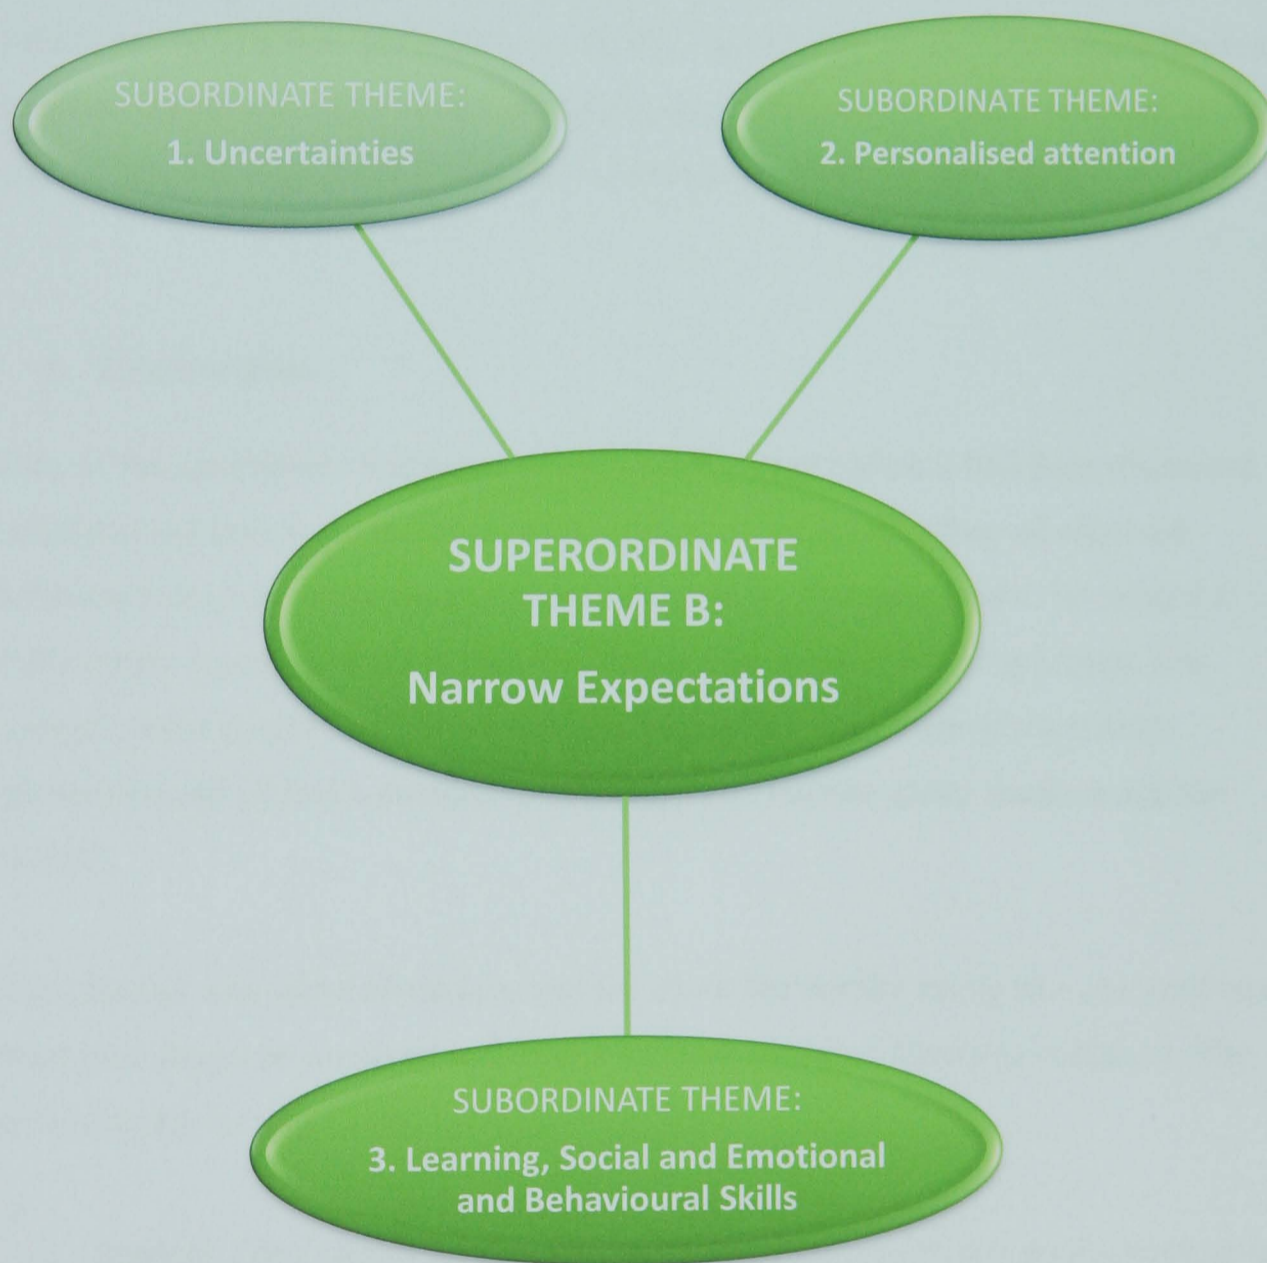 SUBORDINATE THEME:
1. Uncertainties
SUBORDINATE THEME:
2. Personalised attention
SUPERORDINATE
THEME B:
Narrow Expectations
SUBORDINATE THEME:
3. Learning, Social and Emotional
and Behavioural Skills